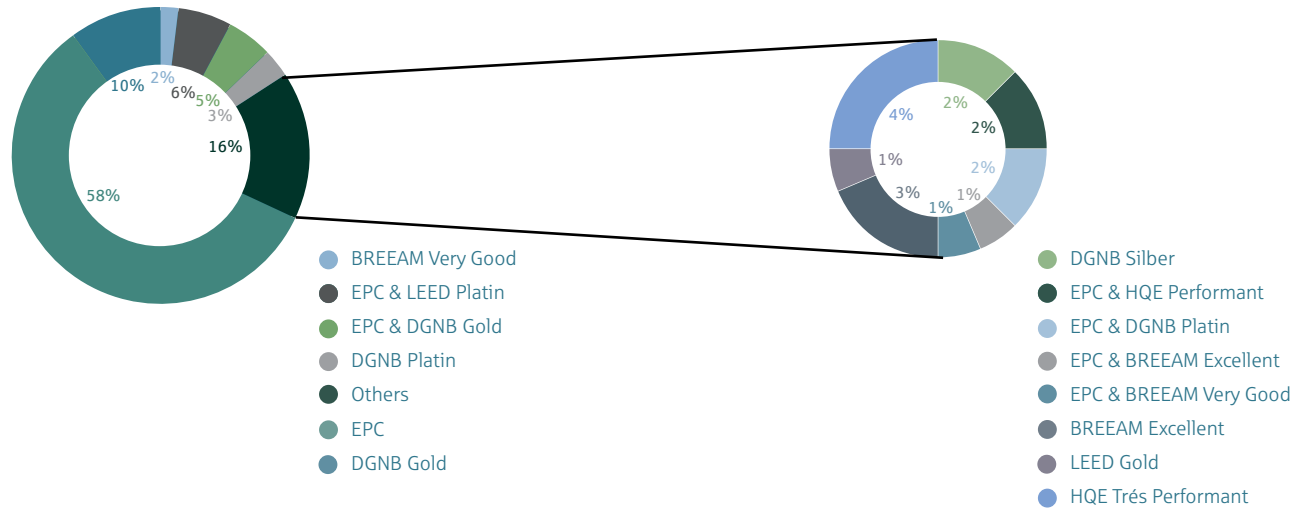 10%
2%
6%
5%
3%
16%
58%
BREEAM Very Good
EPC & LEED Platin
EPC & DGNB Gold
DGNB Platin
Others
EPC
DGNB Gold
4%
2%
2%
1%
2%
3%
1%
1%
DGNB Silber
EPC & HQE Performant
EPC & DGNB Platin
EPC & BREEAM Excellent
EPC & BREEAM Very Good
BREEAM Excellent
LEED Gold
HQE Trés Performant